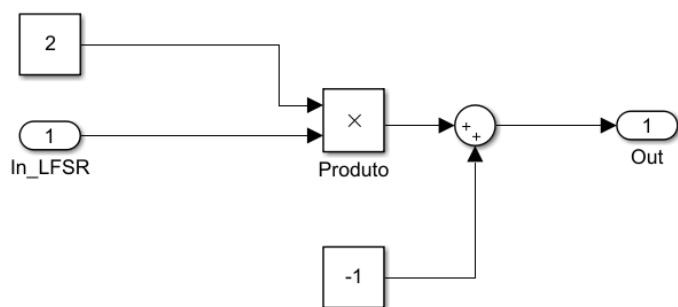 2
1
In_LFSR
×
Produto
+
+
1
Out
-1